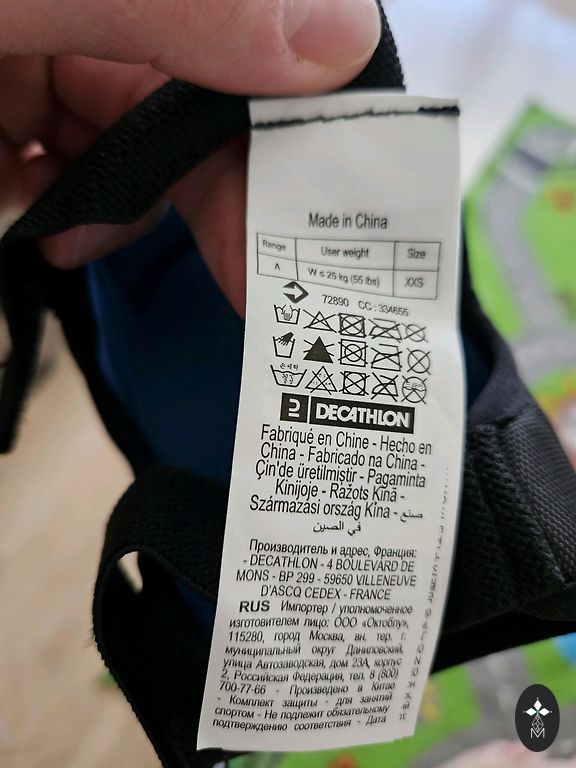 Made in China
Range User weight Size
A W ≤ 25 kg (55 lbs) XXS
72890 CC : 334655
손세탁
30
DECATHLON
Fabriqué en Chine - Hecho en
China - Fabricado na China -
Çin'de üretilmiştir - Pagaminta
Kinijoje - Ražots Ķīnā -
Származási ország Kína - صنع
في الصين
Производитель и адрес, Франция:
- DECATHLON - 4 BOULEVARD DE
MONS - BP 299 - 59650 VILLENEUVE
D'ASCQ CEDEX - FRANCE
RUS Импортер / уполномоченное
изготовителем лицо: ООО «Октоблу»,
115280, город Москва, вн. тер. г.
муниципальный округ Даниловский,
улица Автозаводская, дом 23А, корпус
2, Российская Федерация, тел. 8 (800)
700-77-66 - Произведено в Китае
- Комплект защиты - для занятий
спортом - Не подлежит обязательному
подтверждению соответствия - Дата
M